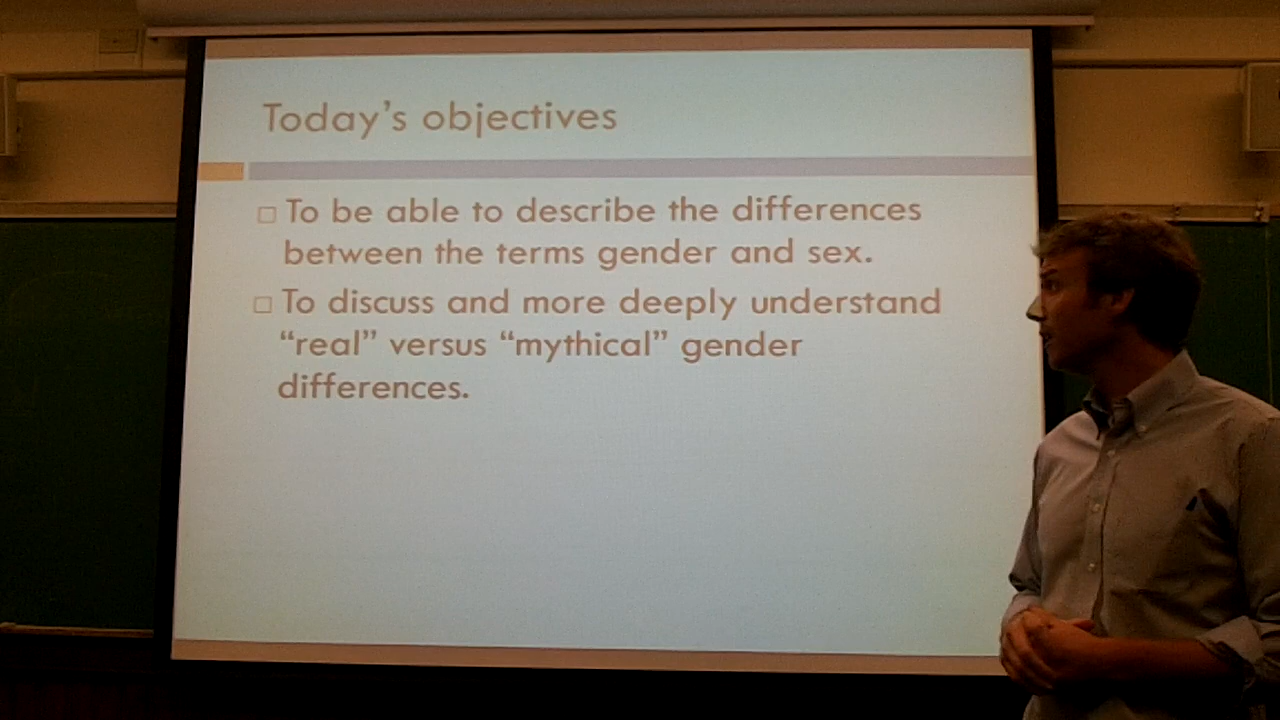 Today's objectives
To be able to describe the differences
between the terms gender and sex.
To discuss and more deeply understand
“real” versus “mythical” gender
differences.